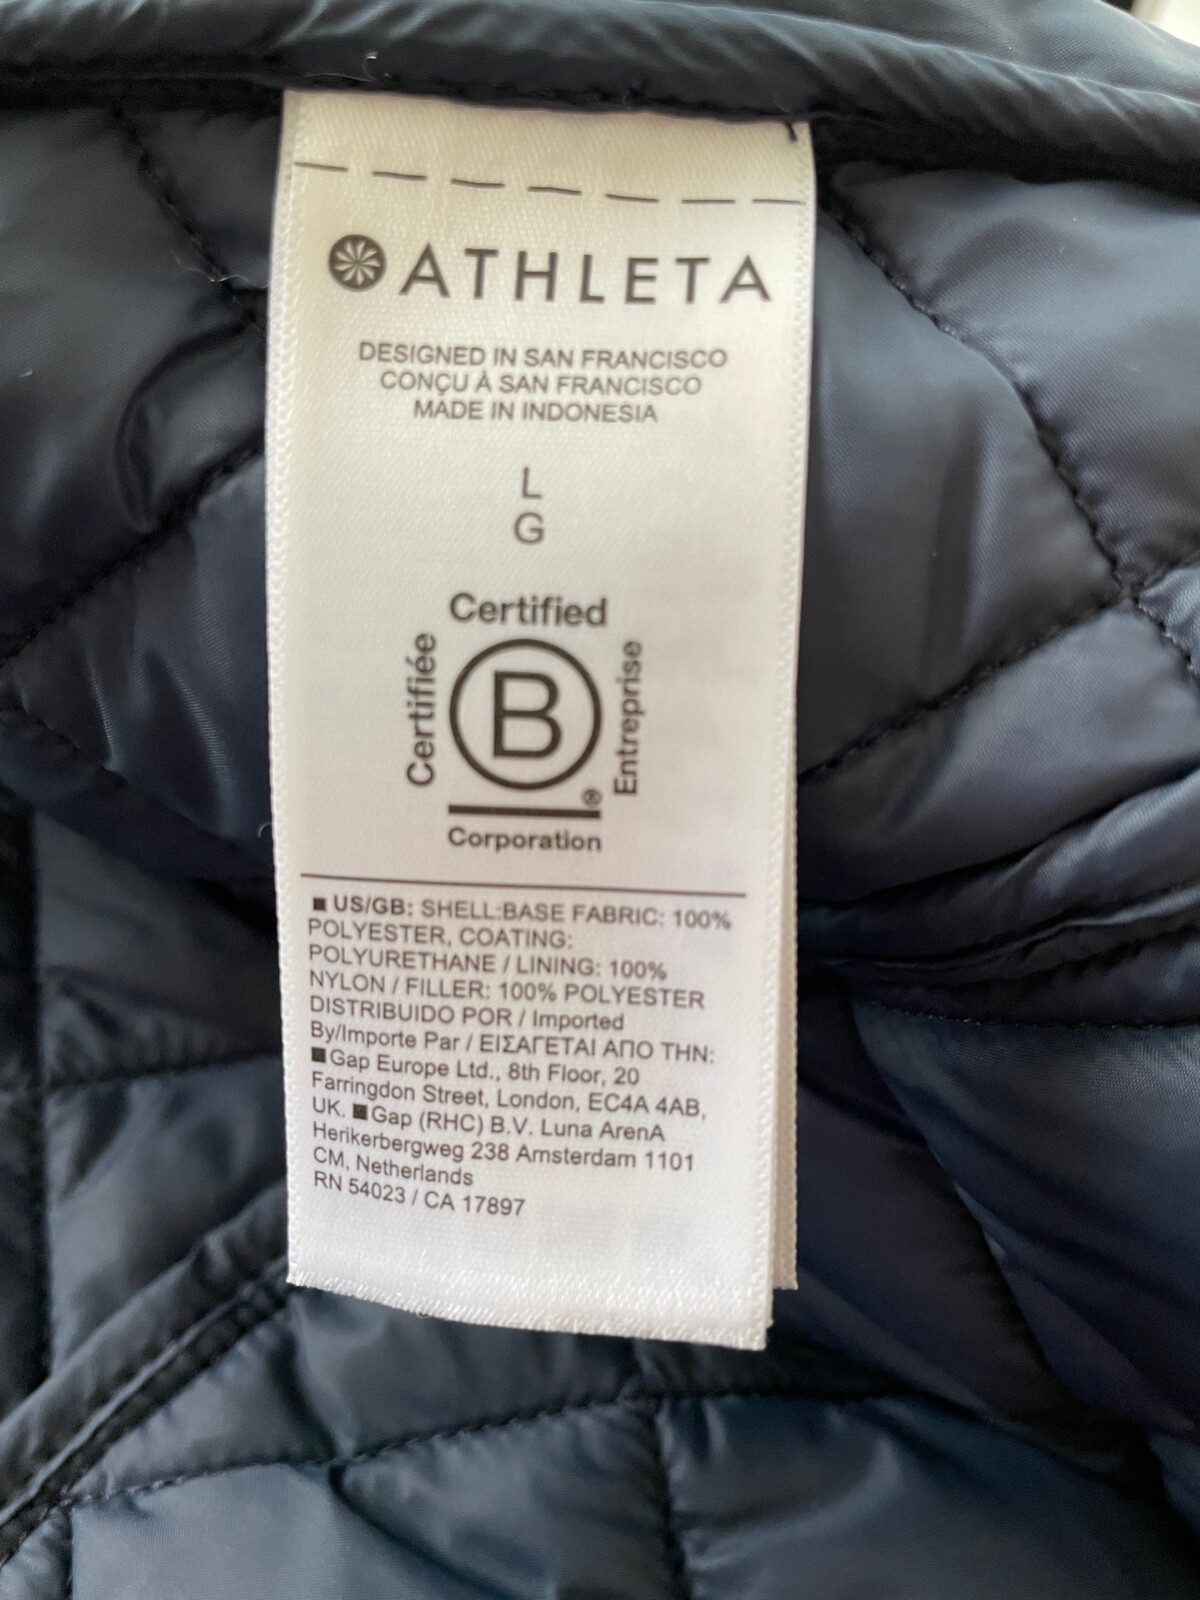 ATHLETA
DESIGNED IN SAN FRANCISCO
CONÇU À SAN FRANCISCO
MADE IN INDONESIA
L
G
Certified
Certifiée
B
Entreprise
®
Corporation
■ US/GB: SHELL:BASE FABRIC: 100%
POLYESTER, COATING:
POLYURETHANE / LINING: 100%
NYLON / FILLER: 100% POLYESTER
DISTRIBUIDO POR / Imported
By/Importe Par / ΕΙΣΑΓΕΤΑΙ ΑΠΟ ΤΗΝ:
■ Gap Europe Ltd., 8th Floor, 20
Farringdon Street, London, EC4A 4AB,
UK. ■ Gap (RHC) B.V. Luna ArenA
Herikerbergweg 238 Amsterdam 1101
CM, Netherlands
RN 54023 / CA 17897